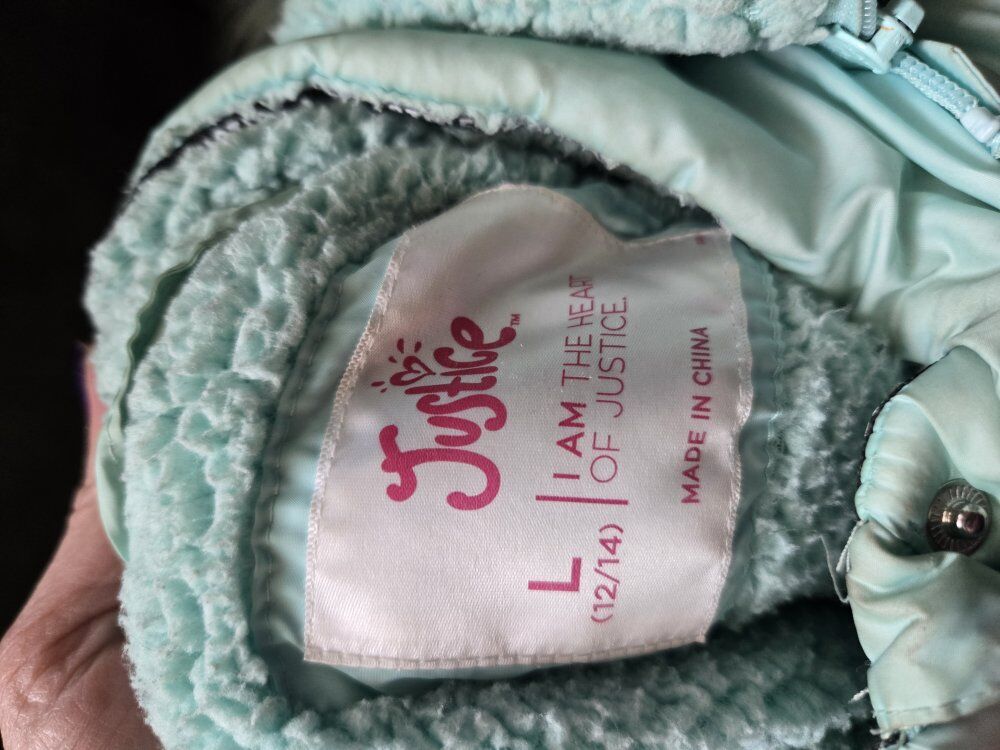 Justice™
L | I AM THE HEART
(12/14) | OF JUSTICE.
MADE IN CHINA